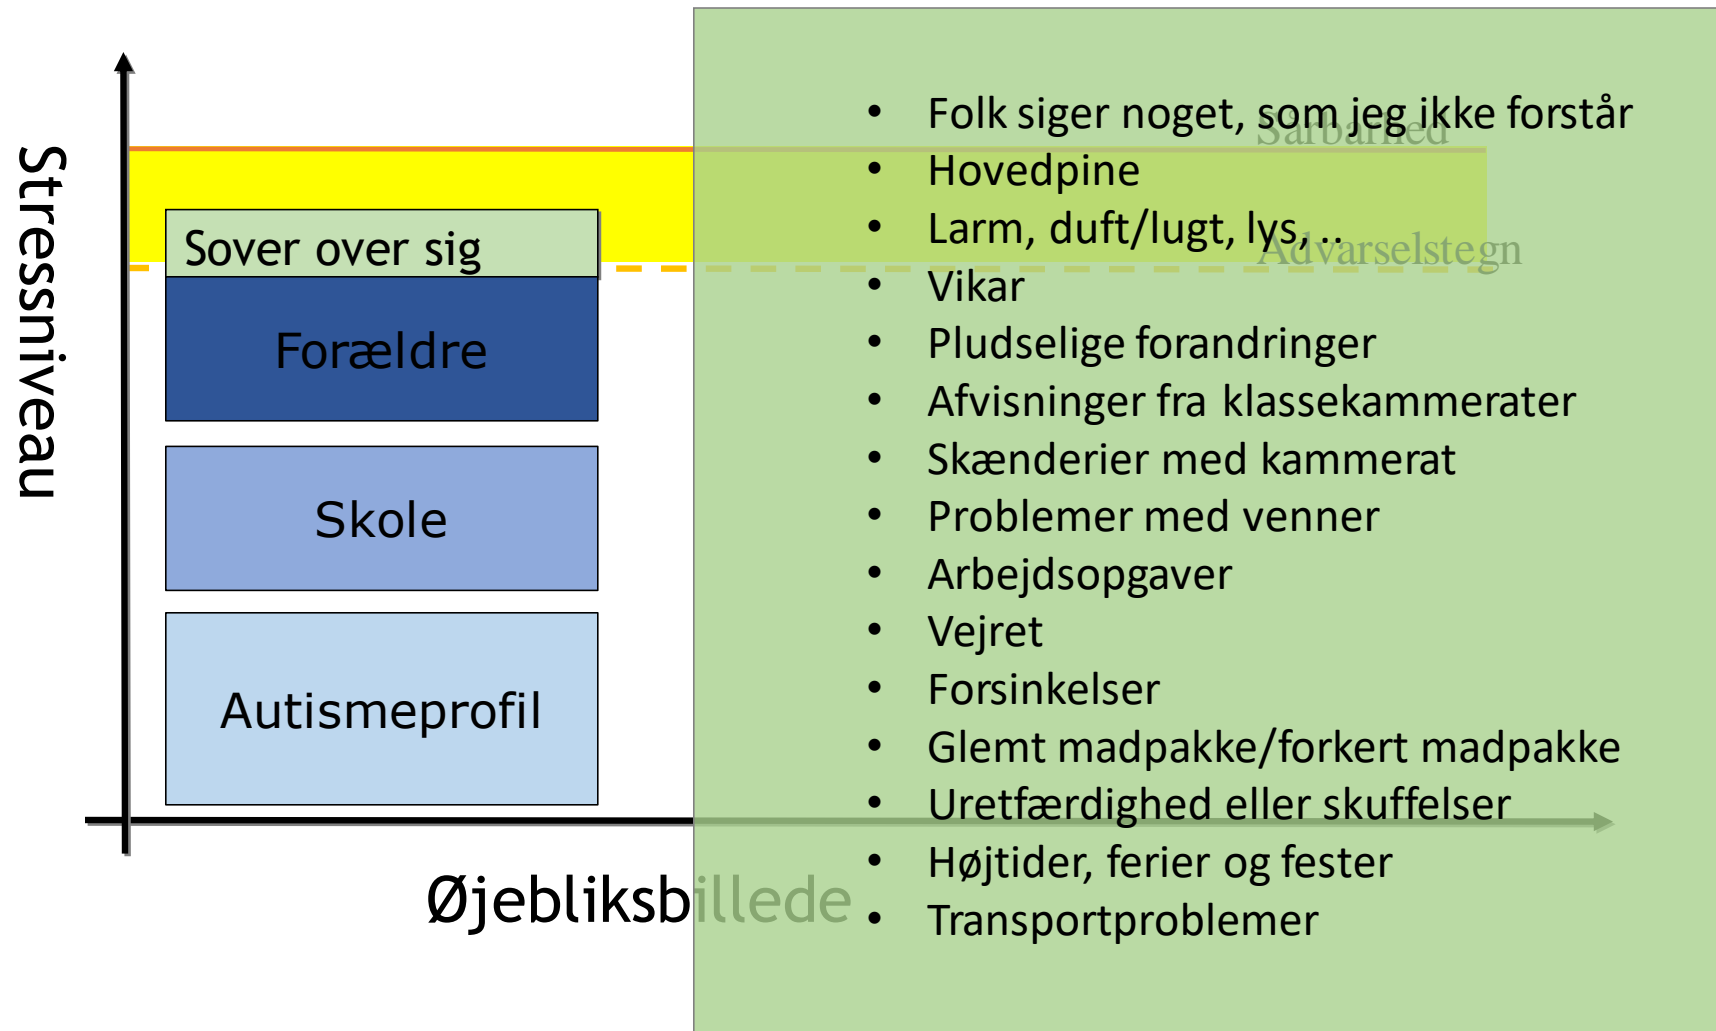 Stressniveau
Sover over sig
Forældre
Skole
Autismeprofil
Øjebliksbillede
Sårbarhed
Advarselstegn
• Folk siger noget, som jeg ikke forstår
• Hovedpine
• Larm, duft/lugt, lys, ..
• Vikar
• Pludselige forandringer
• Afvisninger fra klassekammerater
• Skænderier med kammerat
• Problemer med venner
• Arbejdsopgaver
• Vejret
• Forsinkelser
• Glemt madpakke/forkert madpakke
• Uretfærdighed eller skuffelser
• Højtider, ferier og fester
• Transportproblemer